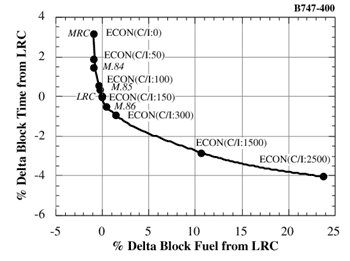 B747-400
% Delta Block Time from LRC
4
2
0
-2
-4
-6
MRC ECON(C/I:0)
ECON(C/I:50)
M.84
ECON(C/I:100)
M.85
LRC ECON(C/I:150)
M.86
ECON(C/I:300)
ECON(C/I:1500)
ECON(C/I:2500)
-5 0 5 10 15 20 25
% Delta Block Fuel from LRC